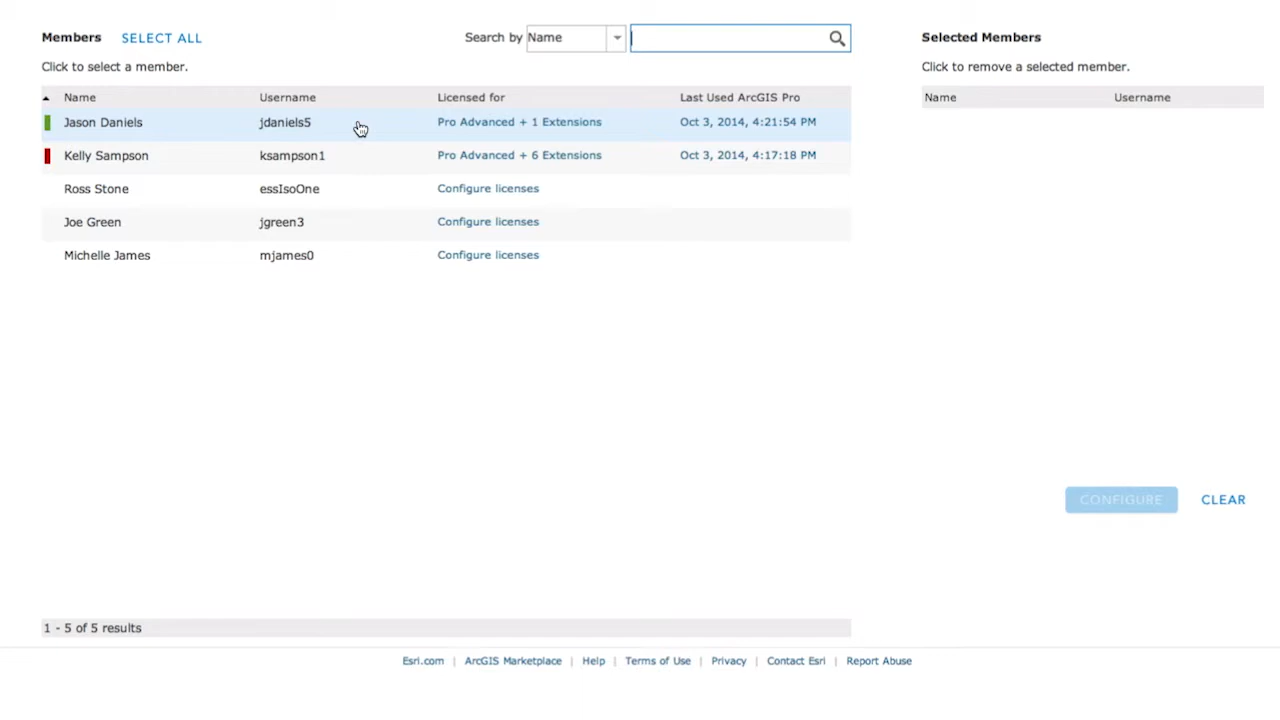 Members SELECT ALL Search by Name
Click to select a member.
Name Username Licensed for Last Used ArcGIS Pro
Jason Daniels jdaniels5 Pro Advanced + 1 Extensions Oct 3, 2014, 4:21:54 PM
Kelly Sampson ksampson1 Pro Advanced + 6 Extensions Oct 3, 2014, 4:17:18 PM
Ross Stone essIsoOne Configure licenses
Joe Green jgreen3 Configure licenses
Michelle James mjames0 Configure licenses
1 - 5 of 5 results
Selected Members
Click to remove a selected member.
Name Username
CONFIGURE CLEAR
Esri.com | ArcGIS Marketplace | Help | Terms of Use | Privacy | Contact Esri | Report Abuse